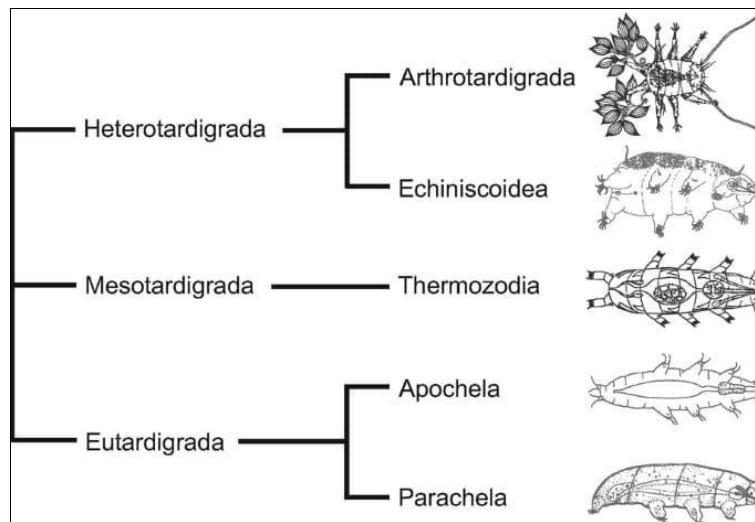 Arthrotardigrada
Heterotardigrada
Echiniscoidea
Mesotardigrada
Thermozodia
Apochela
Eutardigrada
Parachela